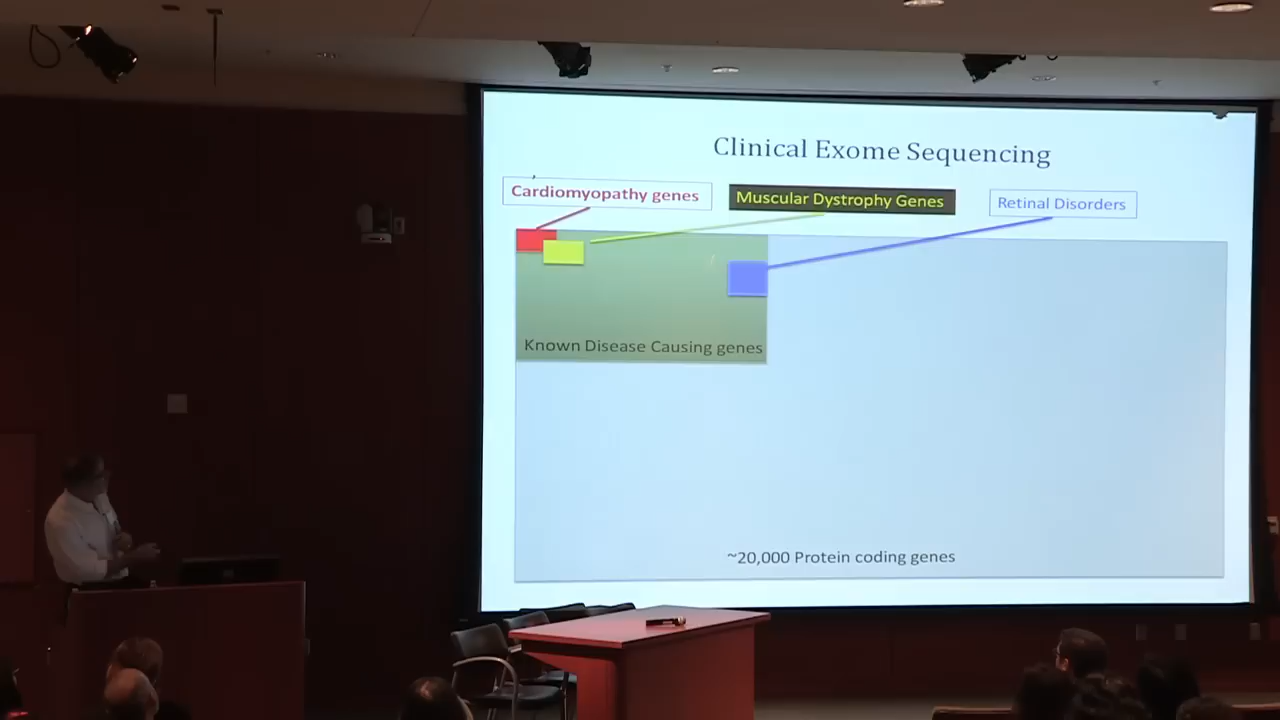 Clinical Exome Sequencing
Cardiomyopathy genes
Muscular Dystrophy Genes
Retinal Disorders
Known Disease Causing genes
~20,000 Protein coding genes